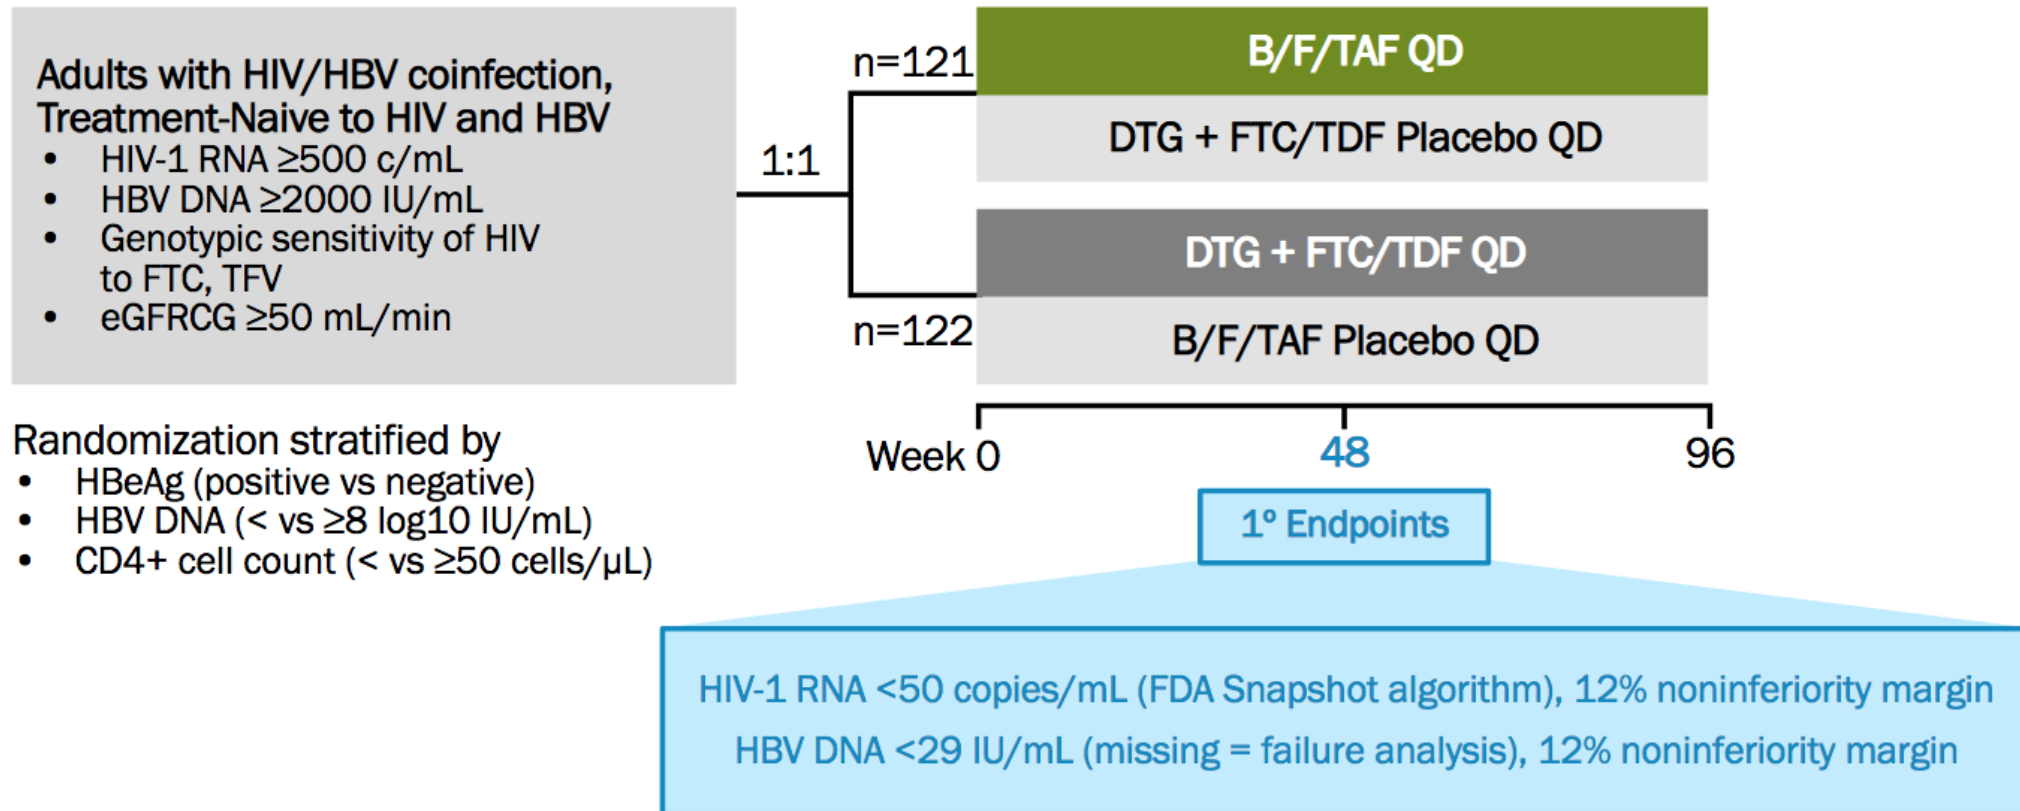 Adults with HIV/HBV coinfection,
Treatment-Naive to HIV and HBV
• HIV-1 RNA ≥500 c/mL
• HBV DNA ≥2000 IU/mL
• Genotypic sensitivity of HIV
to FTC, TFV
• eGFRCG ≥50 mL/min
Randomization stratified by
• HBeAg (positive vs negative)
• HBV DNA (< vs ≥8 log10 IU/mL)
• CD4+ cell count (< vs ≥50 cells/µL)
1:1
n=121
B/F/TAF QD
DTG + FTC/TDF Placebo QD
n=122
DTG + FTC/TDF QD
B/F/TAF Placebo QD
Week 0 48 96
1º Endpoints
HIV-1 RNA <50 copies/mL (FDA Snapshot algorithm), 12% noninferiority margin
HBV DNA <29 IU/mL (missing = failure analysis), 12% noninferiority margin